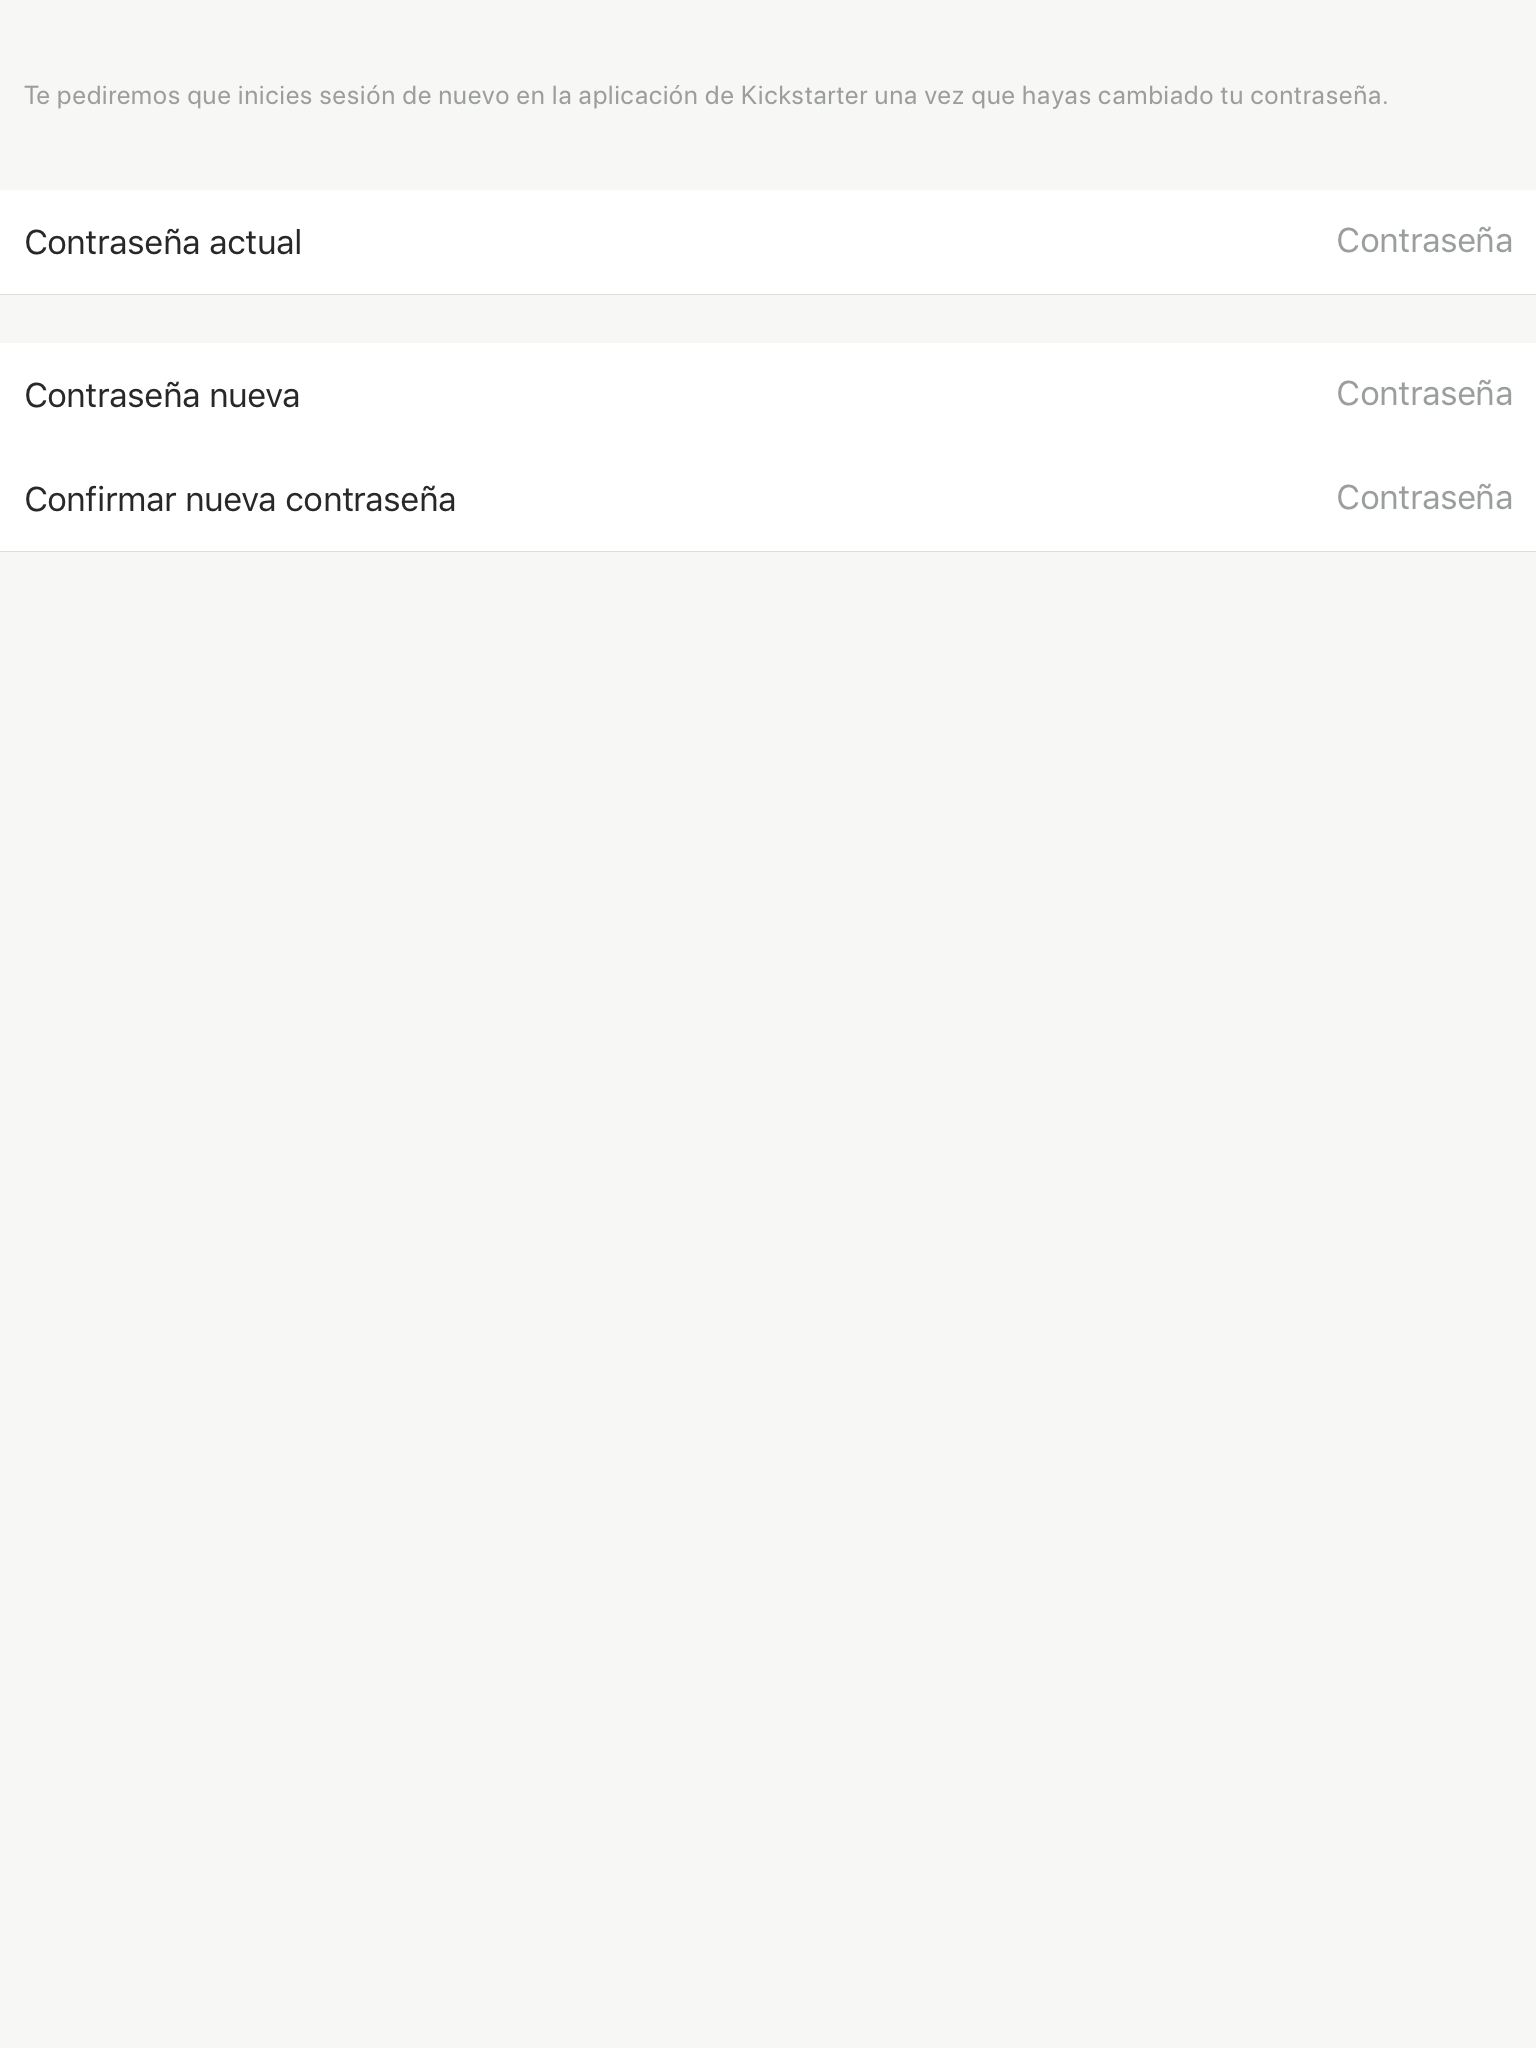 Te pediremos que inicies sesión de nuevo en la aplicación de Kickstarter una vez que hayas cambiado tu contraseña.
Contraseña actual Contraseña
Contraseña nueva Contraseña
Confirmar nueva contraseña Contraseña